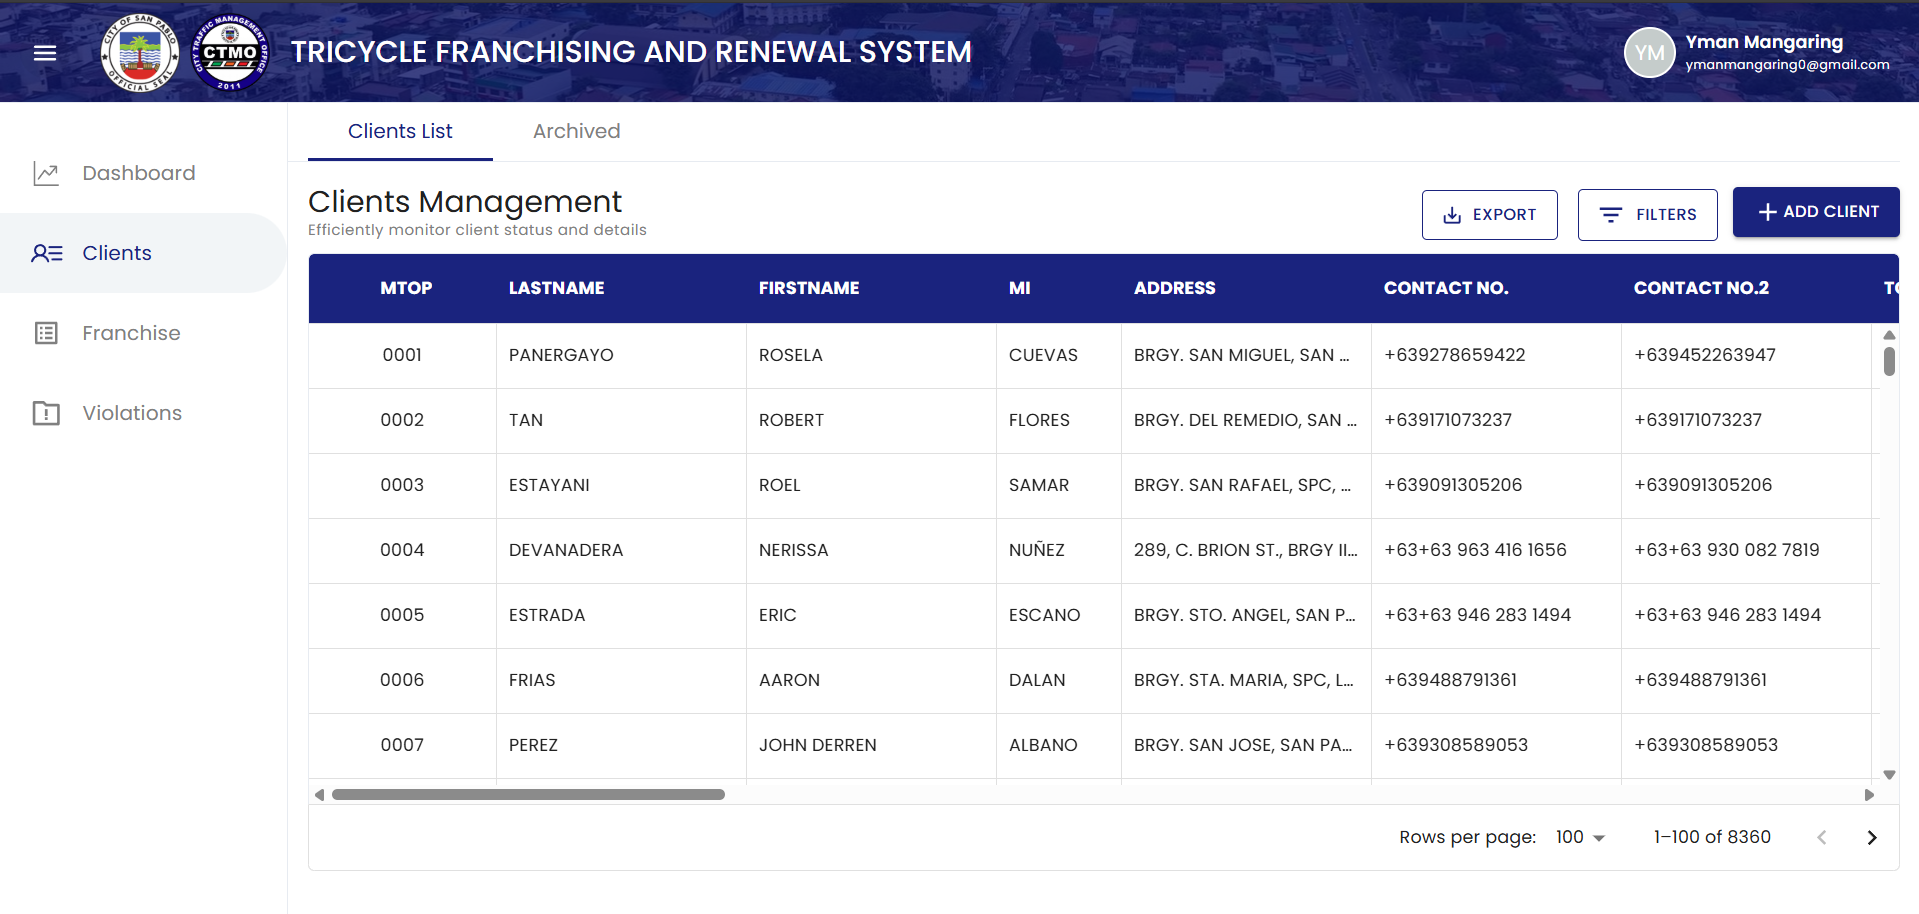 CITY OF SAN PABLO
OFFICIAL SEAL
CITY TRAFFIC MANAGEMENT OFFICE
CTMO
2011
TRICYCLE FRANCHISING AND RENEWAL SYSTEM
YM
Yman Mangaring
ymanmangaring0@gmail.com
Dashboard
Clients
Franchise
Violations
Clients List Archived
Clients Management
Efficiently monitor client status and details
EXPORT FILTERS + ADD CLIENT
MTOP LASTNAME FIRSTNAME MI ADDRESS CONTACT NO. CONTACT NO.2
0001 PANERGAYO ROSELA CUEVAS BRGY. SAN MIGUEL, SAN ... +639278659422 +639452263947
0002 TAN ROBERT FLORES BRGY. DEL REMEDIO, SAN ... +639171073237 +639171073237
0003 ESTAYANI ROEL SAMAR BRGY. SAN RAFAEL, SPC, ... +639091305206 +639091305206
0004 DEVANADERA NERISSA NUÑEZ 289, C. BRION ST., BRGY II... +63+63 963 416 1656 +63+63 930 082 7819
0005 ESTRADA ERIC ESCANO BRGY. STO. ANGEL, SAN P... +63+63 946 283 1494 +63+63 946 283 1494
0006 FRIAS AARON DALAN BRGY. STA. MARIA, SPC, L... +639488791361 +639488791361
0007 PEREZ JOHN DERREN ALBANO BRGY. SAN JOSE, SAN PA... +639308589053 +639308589053
Rows per page: 100 1–100 of 8360